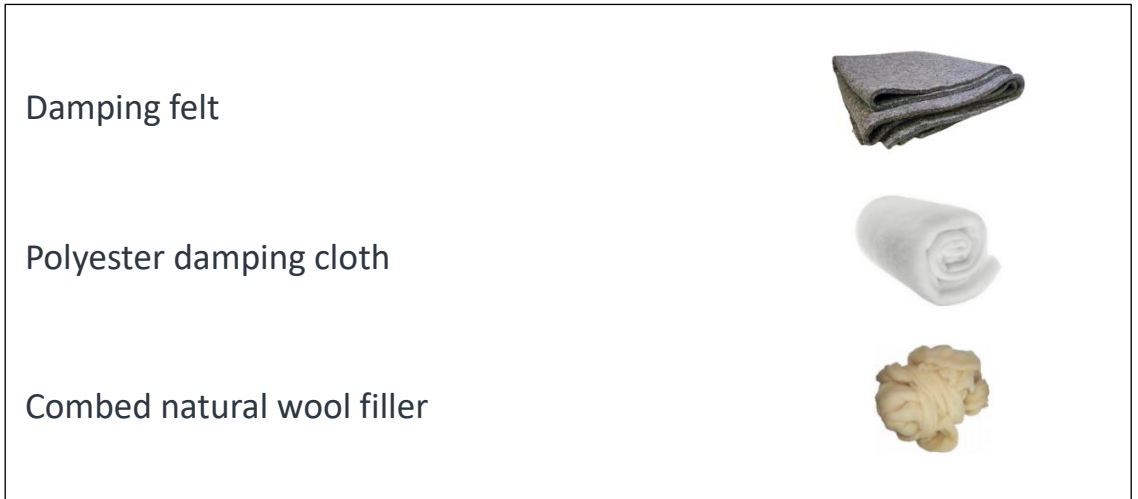 Damping felt
Polyester damping cloth
Combed natural wool filler